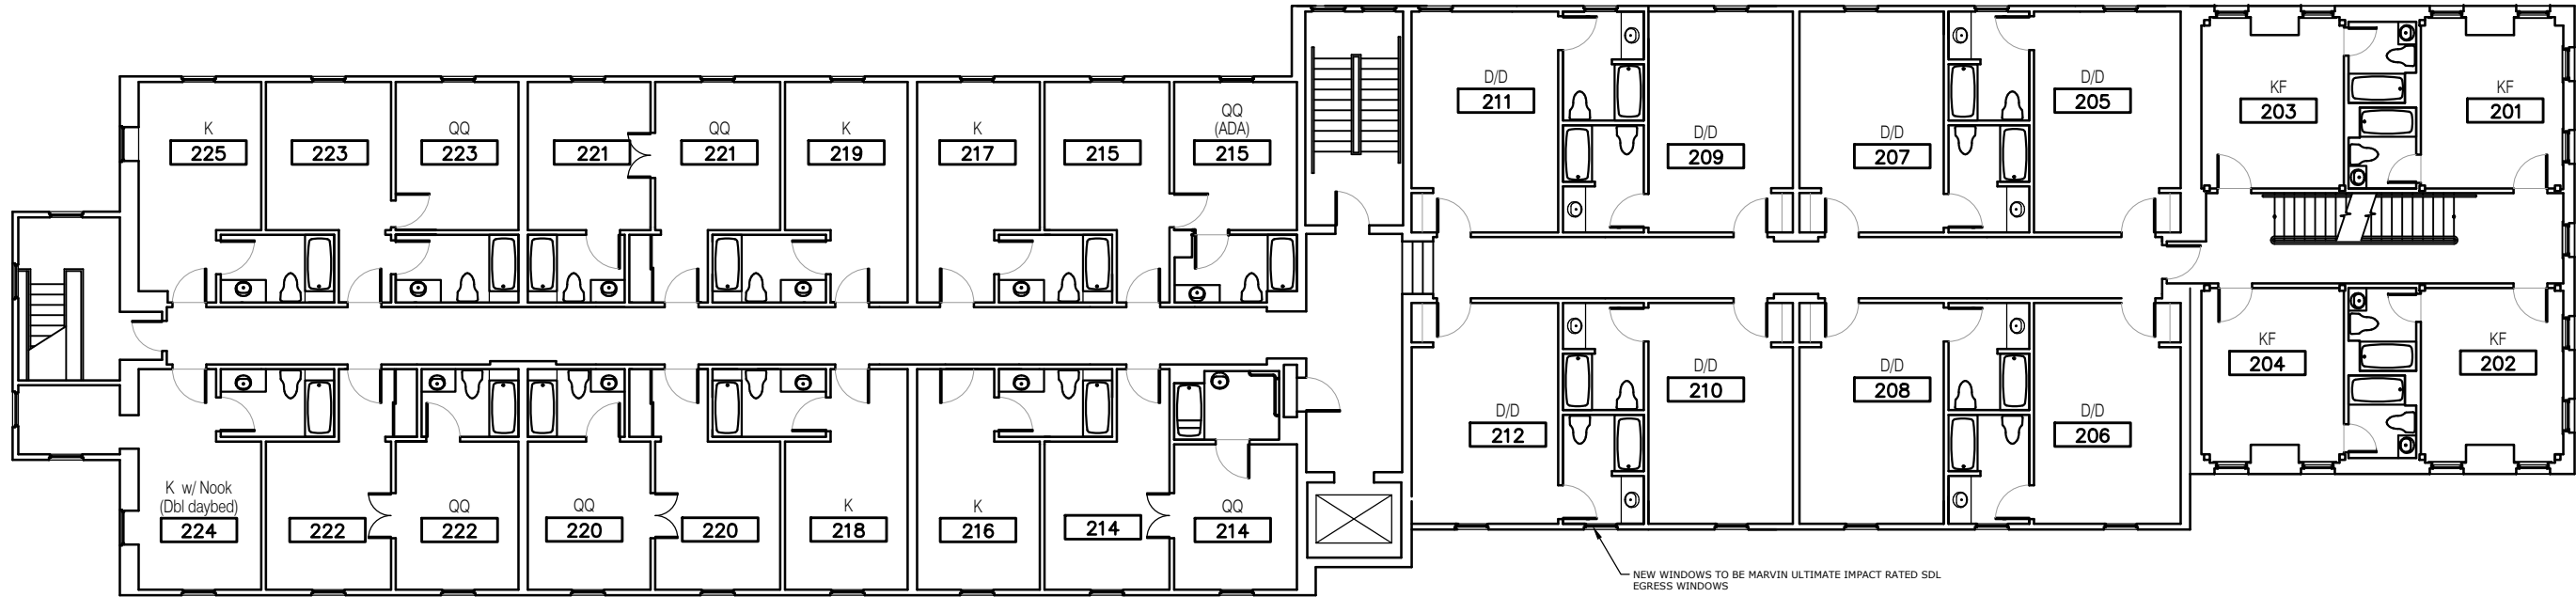 D/D
211
D/D
209
D/D
207
D/D
205
KF
203
KF
201
K
225
223
QQ
223
221
QQ
221
K
219
K
217
215
QQ
(ADA)
215
K w/ Nook
(Dbl daybed)
224
222
QQ
222
QQ
220
220
K
218
K
216
214
QQ
214
D/D
212
D/D
210
D/D
208
D/D
206
KF
204
KF
202
NEW WINDOWS TO BE MARVIN ULTIMATE IMPACT RATED SDL
EGRESS WINDOWS